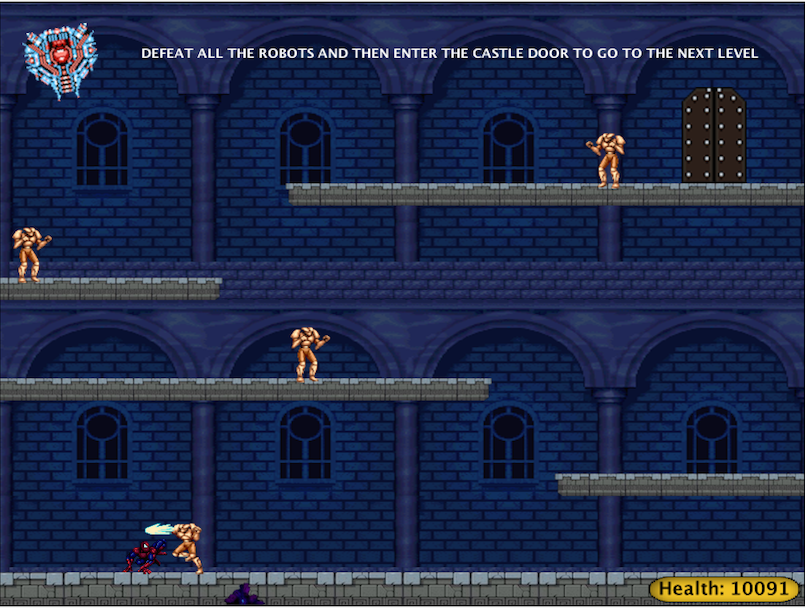 DEFEAT ALL THE ROBOTS AND THEN ENTER THE CASTLE DOOR TO GO TO THE NEXT LEVEL
Health: 10091